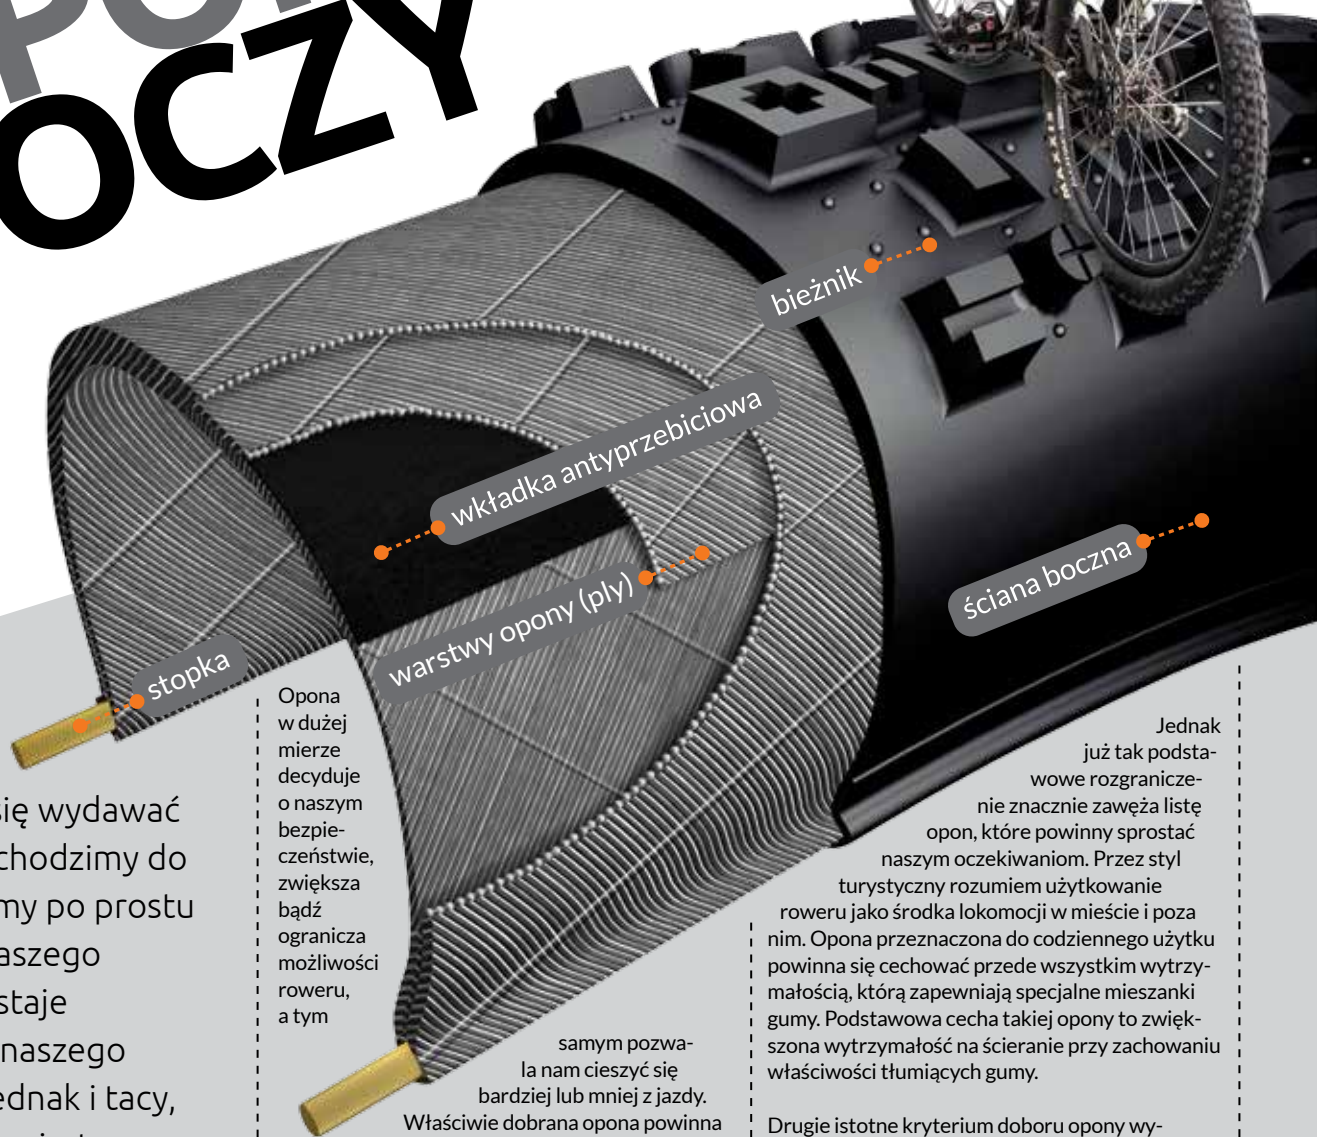 OCZY
bieżnik
wkładka antyprzebiciowa
warstwy opony (ply)
ściana boczna
stopka
się wydawać
chodzimy do
my po prostu
aszego
staje
naszego
ednak i tacy,
Opona
w dużej
mierze
decyduje
o naszym
bezpie-
czeństwie,
zwiększa
bądź
ogranicza
możliwości
roweru,
a tym
samym pozwa-
la nam cieszyć się
bardziej lub mniej z jazdy.
Właściwie dobrana opona powinna
Jednak
już tak podsta-
wowe rozgranicze-
nie znacznie zawęża listę
opon, które powinny sprostać
naszym oczekiwaniom. Przez styl
turystyczny rozumiem użytkowanie
roweru jako środka lokomocji w mieście i poza
nim. Opona przeznaczona do codziennego użytku
powinna się cechować przede wszystkim wytrzy-
małością, którą zapewniają specjalne mieszanki
gumy. Podstawowa cecha takiej opony to zwięk-
szona wytrzymałość na ścieranie przy zachowaniu
właściwości tłumiących gumy.
Drugie istotne kryterium doboru opony wy-